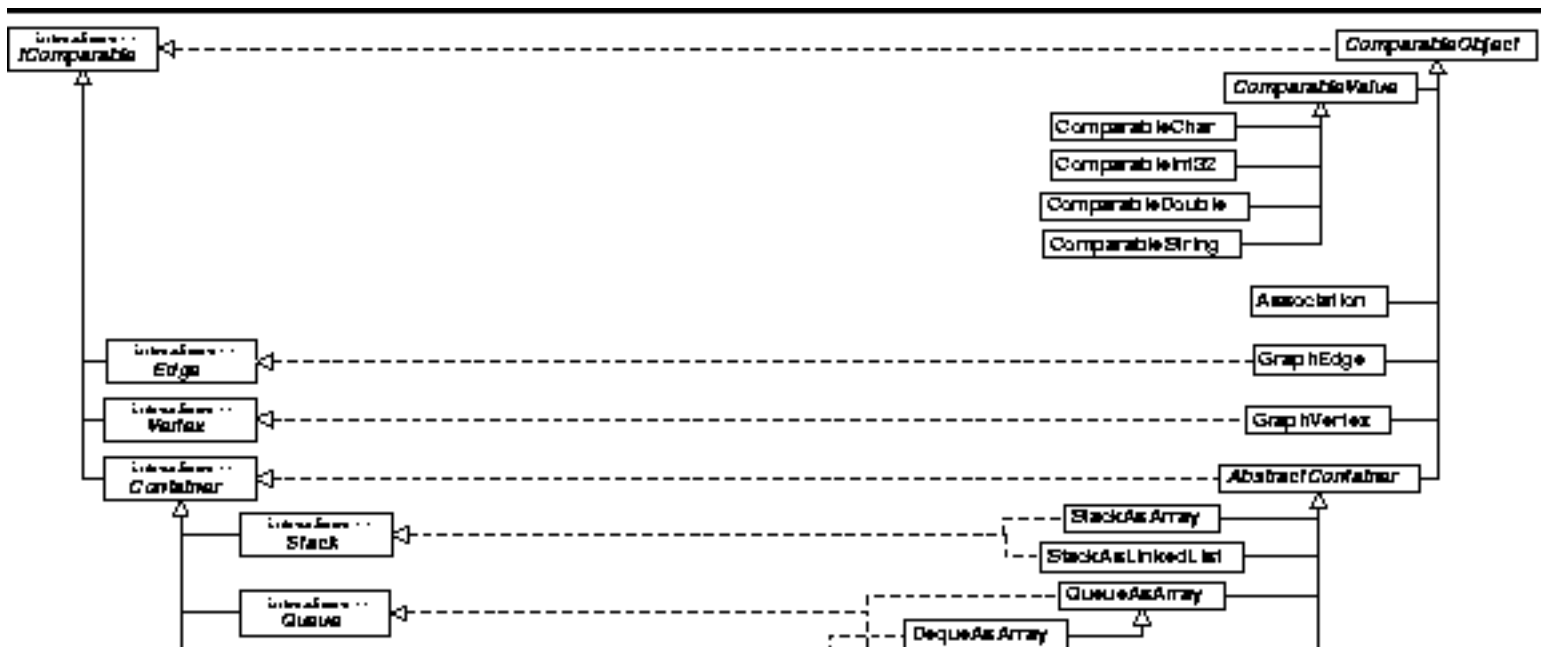 IComparable
ComparableObject
ComparableValue
ComparableChar
ComparableInt32
ComparableDouble
ComparableString
Association
Edge
GraphEdge
Vertex
GraphVertex
Container
AbstractContainer
Stack
StackAsArray
StackAsLinkedList
Queue
QueueAsArray
DequeAsArray